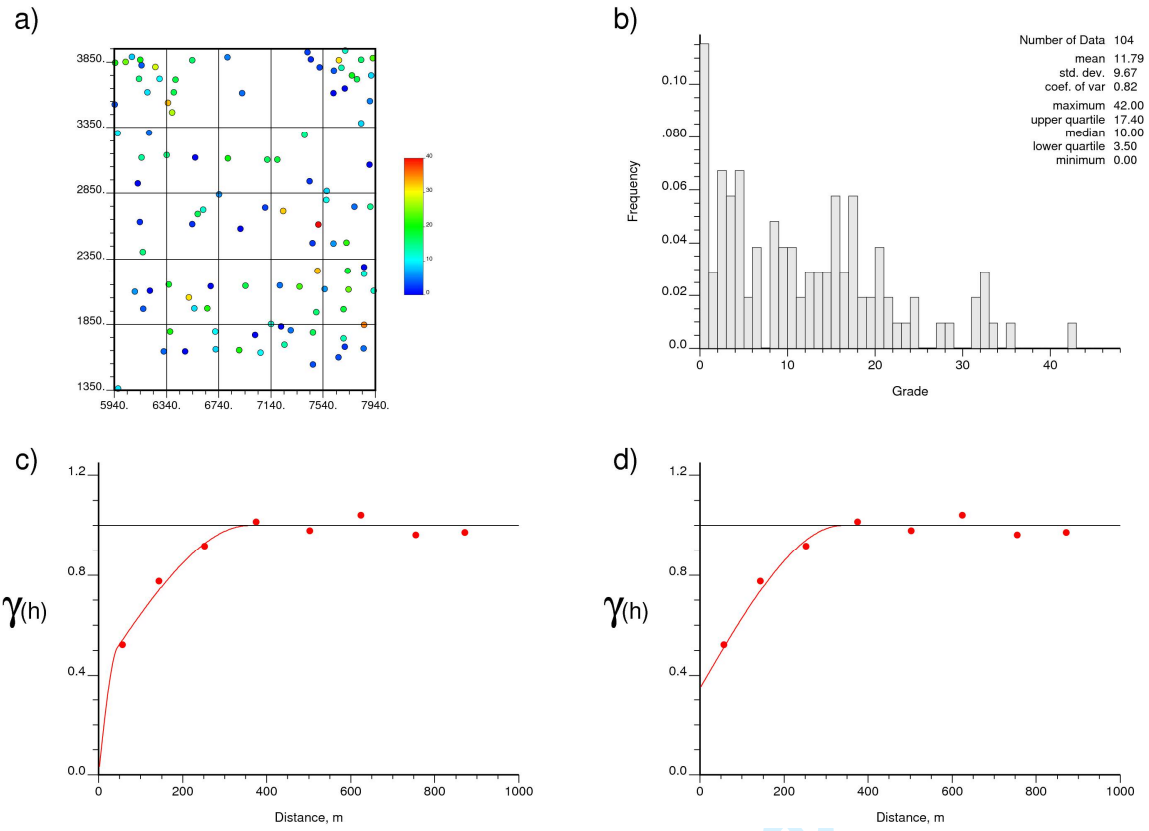 a)
3850.
3350.
2850.
2350.
1850.
1350.
5940. 6340. 6740. 7140. 7540. 7940.
40
30
20
10
0
b)
Frequency
0.10
.080
0.06
0.04
0.02
0.0
0 10 20 30 40
Grade
Number of Data 104
mean 11.79
std. dev. 9.67
coef. of var 0.82
maximum 42.00
upper quartile 17.40
median 10.00
lower quartile 3.50
minimum 0.00
c)
γ(h)
1.2
0.8
0.4
0.0
0 200 400 600 800 1000
Distance, m
d)
γ(h)
1.2
0.8
0.4
0.0
0 200 400 600 800 1000
Distance, m